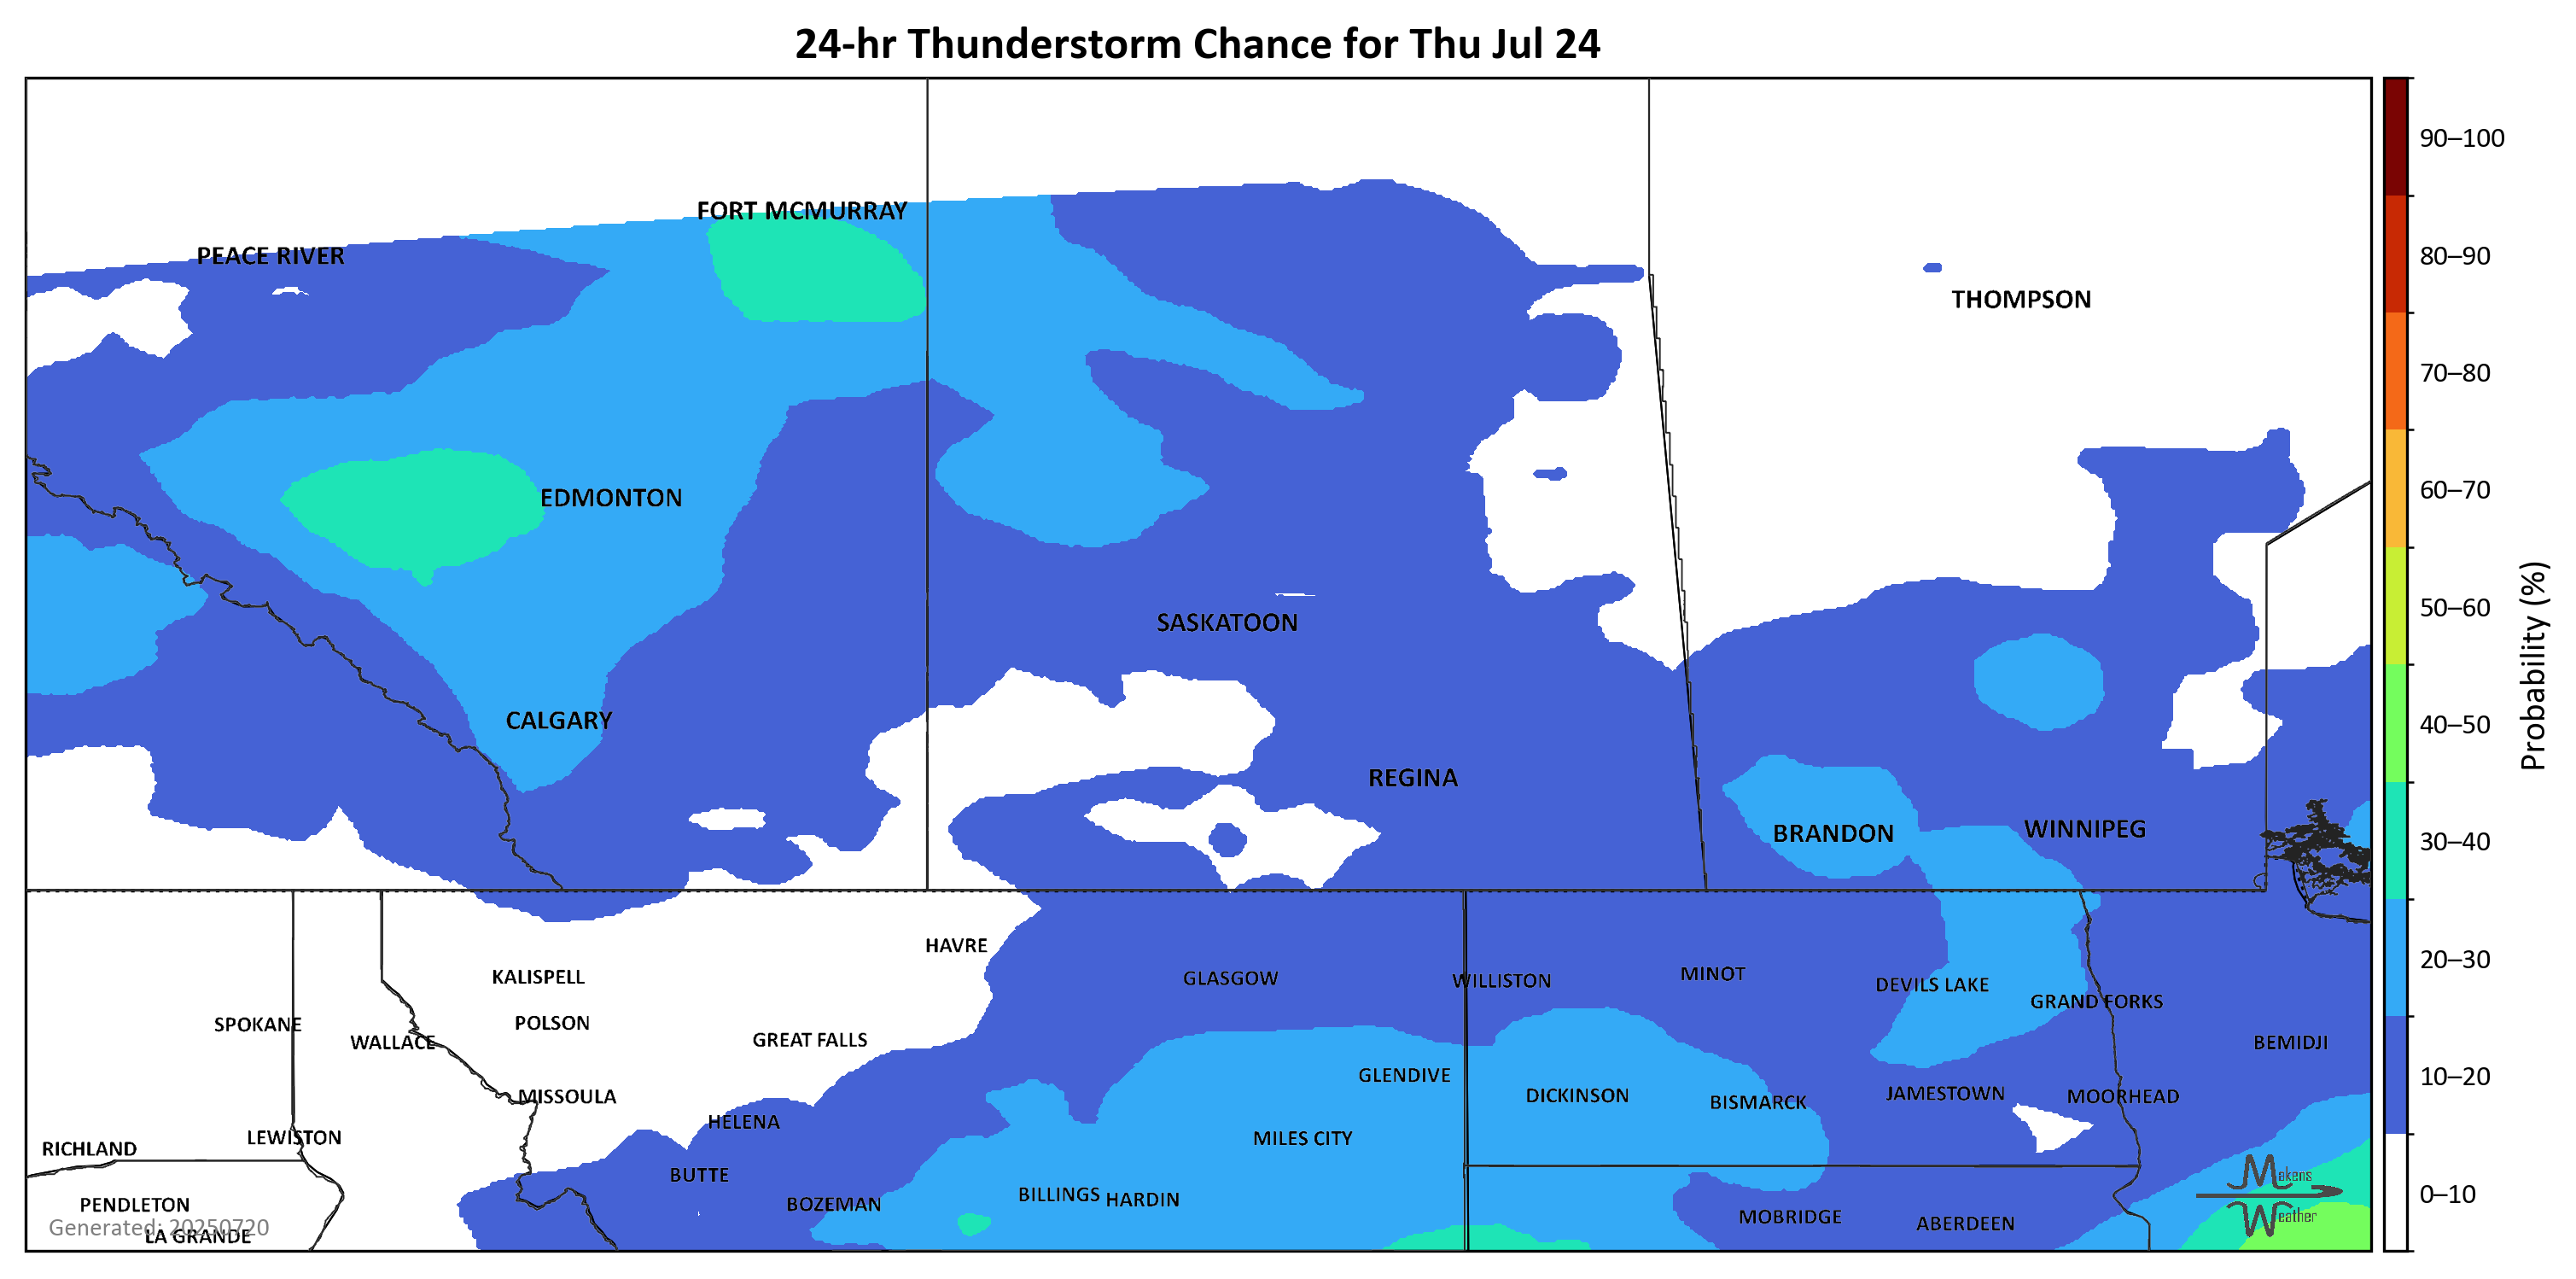 24-hr Thunderstorm Chance for Thu Jul 24
90–100
FORT MCMURRAY
PEACE RIVER
80–90
THOMPSON
70–80
60–70
EDMONTON
50–60
SASKATOON
Probability (%)
CALGARY
40–50
REGINA
BRANDON
WINNIPEG
30–40
HAVRE
20–30
KALISPELL
GLASGOW
WILLISTON
MINOT
DEVILS LAKE
GRAND FORKS
SPOKANE
POLSON
WALLACE
GREAT FALLS
BEMIDJI
GLENDIVE
10–20
MISSOULA
DICKINSON
BISMARCK
JAMESTOWN
MOORHEAD
HELENA
LEWISTON
MILES CITY
RICHLAND
BUTTE
Makens
BILLINGS
HARDIN
0–10
PENDLETON
BOZEMAN
MOBRIDGE
ABERDEEN
Weather
Generated: 20250720
LA GRANDE